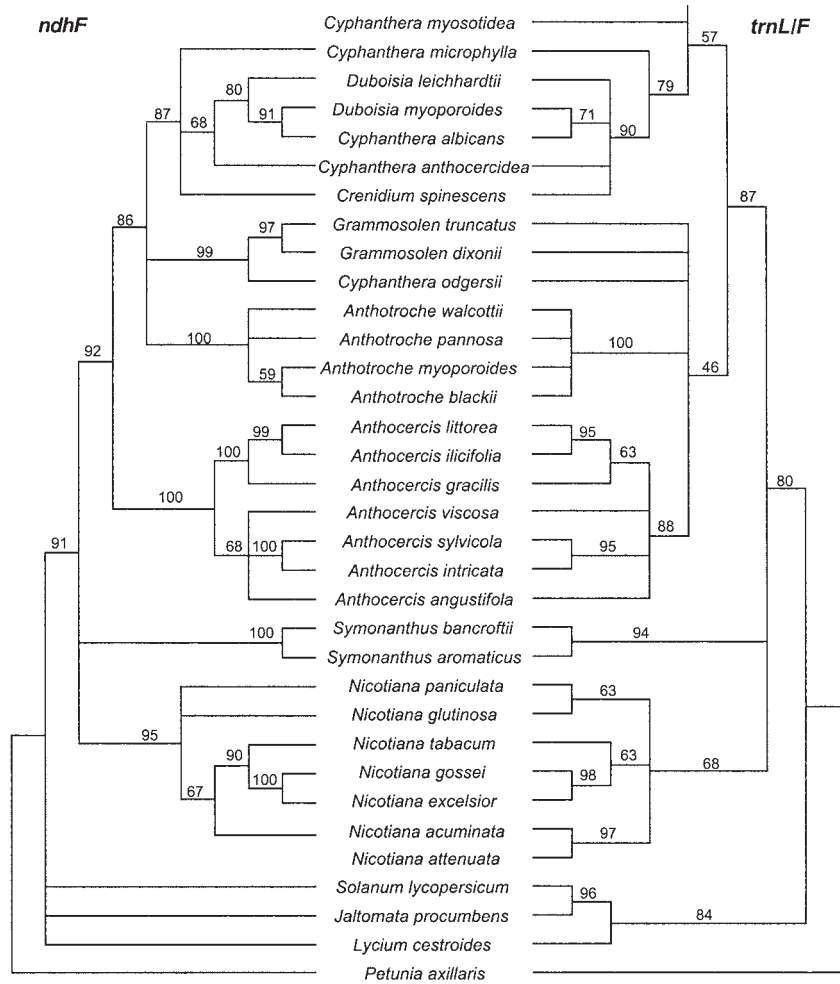 ndhF
trnL/F
Cyphanthera myosotidea
57
Cyphanthera microphylla
Duboisia leichhardtii
80
79
87
68
91
Duboisia myoporoides
71
90
Cyphanthera albicans
Cyphanthera anthocercidea
Crenidium spinescens
87
86
97
Grammosolen truncatus
99
Grammosolen dixonii
Cyphanthera odgersii
Anthotroche walcottii
100
Anthotroche pannosa
100
92
59
Anthotroche myoporoides
46
Anthotroche blackii
99
Anthocercis littorea
95
100
Anthocercis ilicifolia
63
Anthocercis gracilis
80
100
Anthocercis viscosa
88
91
68
100
Anthocercis sylvicola
95
Anthocercis intricata
Anthocercis angustifola
100
Symonanthus bancroftii
94
Symonanthus aromaticus
Nicotiana paniculata
63
Nicotiana glutinosa
95
90
Nicotiana tabacum
63
68
100
Nicotiana gossei
98
67
Nicotiana excelsior
Nicotiana acuminata
97
Nicotiana attenuata
Solanum lycopersicum
96
Jaltomata procumbens
84
Lycium cestroides
Petunia axillaris